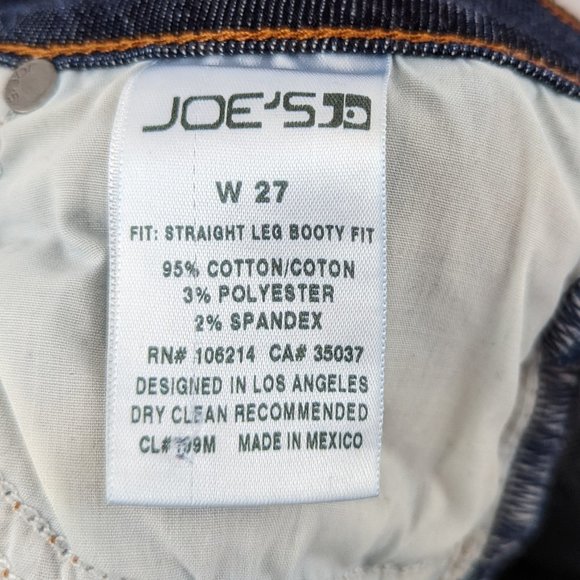 JOE'S
W 27
FIT: STRAIGHT LEG BOOTY FIT
95% COTTON/COTON
3% POLYESTER
2% SPANDEX
RN# 106214 CA# 35037
DESIGNED IN LOS ANGELES
DRY CLEAN RECOMMENDED
CL# MADE IN MEXICO